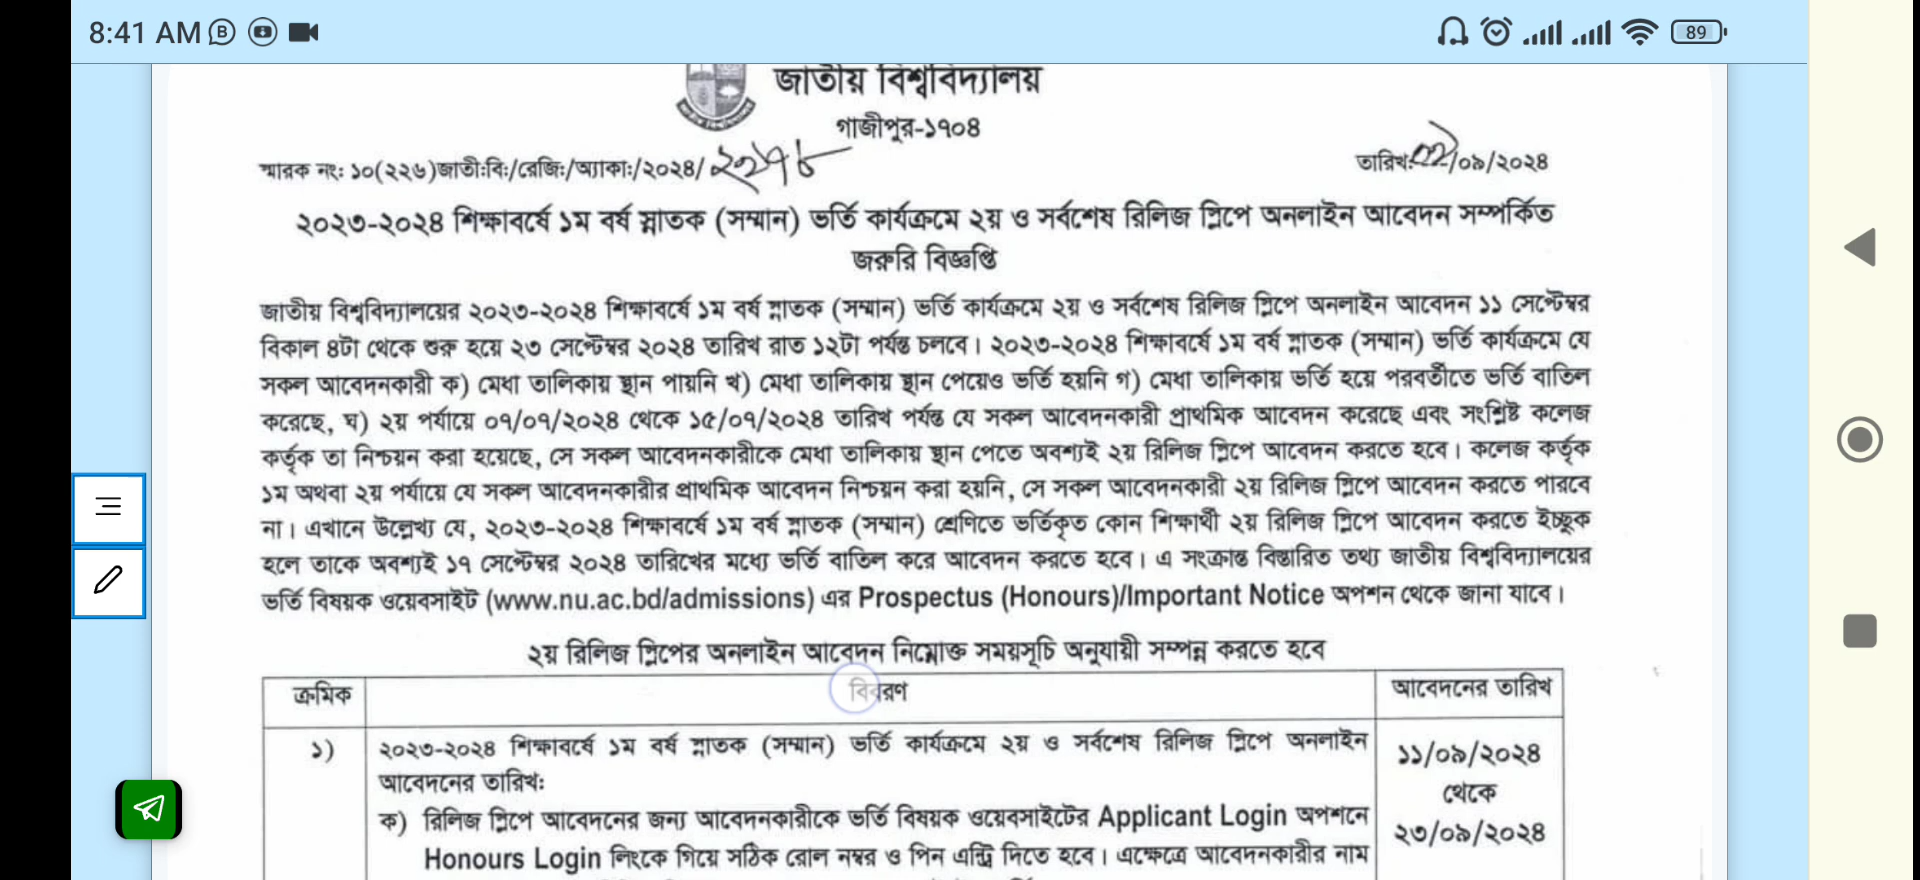 8:41 AM
89
জাতীয় বিশ্ববিদ্যালয়
গাজীপুর-১৭০৪
স্মারক নং: ১০(২২৬)জাতী:বি:/রেজি:/অ্যাকা:/২০২৪/
তারিখ: /০৯/২০২৪
২০২৩-২০২৪ শিক্ষাবর্ষে ১ম বর্ষ স্নাতক (সম্মান) ভর্তি কার্যক্রমে ২য় ও সর্বশেষ রিলিজ স্লিপে অনলাইন আবেদন সম্পর্কিত
জরুরি বিজ্ঞপ্তি
জাতীয় বিশ্ববিদ্যালয়ের ২০২৩-২০২৪ শিক্ষাবর্ষে ১ম বর্ষ স্নাতক (সম্মান) ভর্তি কার্যক্রমে ২য় ও সর্বশেষ রিলিজ স্লিপে অনলাইন আবেদন ১১ সেপ্টেম্বর
বিকাল ৪টা থেকে শুরু হয়ে ২৩ সেপ্টেম্বর ২০২৪ তারিখ রাত ১২টা পর্যন্ত চলবে। ২০২৩-২০২৪ শিক্ষাবর্ষে ১ম বর্ষ স্নাতক (সম্মান) ভর্তি কার্যক্রমে যে
সকল আবেদনকারী ক) মেধা তালিকায় স্থান পায়নি খ) মেধা তালিকায় স্থান পেয়েও ভর্তি হয়নি গ) মেধা তালিকায় ভর্তি হয়ে পরবর্তীতে ভর্তি বাতিল
করেছে, ঘ) ২য় পর্যায়ে ০৭/০৭/২০২৪ থেকে ১৫/০৭/২০২৪ তারিখ পর্যন্ত যে সকল আবেদনকারী প্রাথমিক আবেদন করেছে এবং সংশ্লিষ্ট কলেজ
কর্তৃক তা নিশ্চয়ন করা হয়েছে, সে সকল আবেদনকারীকে মেধা তালিকায় স্থান পেতে অবশ্যই ২য় রিলিজ স্লিপে আবেদন করতে হবে। কলেজ কর্তৃক
১ম অথবা ২য় পর্যায়ে যে সকল আবেদনকারীর প্রাথমিক আবেদন নিশ্চয়ন করা হয়নি, সে সকল আবেদনকারী ২য় রিলিজ স্লিপে আবেদন করতে পারবে
না। এখানে উল্লেখ্য যে, ২০২৩-২০২৪ শিক্ষাবর্ষে ১ম বর্ষ স্নাতক (সম্মান) শ্রেণিতে ভর্তিকৃত কোন শিক্ষার্থী ২য় রিলিজ স্লিপে আবেদন করতে ইচ্ছুক
হলে তাকে অবশ্যই ১৭ সেপ্টেম্বর ২০২৪ তারিখের মধ্যে ভর্তি বাতিল করে আবেদন করতে হবে। এ সংক্রান্ত বিস্তারিত তথ্য জাতীয় বিশ্ববিদ্যালয়ের
ভর্তি বিষয়ক ওয়েবসাইট (www.nu.ac.bd/admissions) এর Prospectus (Honours)/Important Notice অপশন থেকে জানা যাবে।
২য় রিলিজ স্লিপের অনলাইন আবেদন নিম্নোক্ত সময়সূচি অনুযায়ী সম্পন্ন করতে হবে
ক্রমিক বিবরণ আবেদনের তারিখ
১) ২০২৩-২০২৪ শিক্ষাবর্ষে ১ম বর্ষ স্নাতক (সম্মান) ভর্তি কার্যক্রমে ২য় ও সর্বশেষ রিলিজ স্লিপে অনলাইন
আবেদনের তারিখঃ
ক) রিলিজ স্লিপে আবেদনের জন্য আবেদনকারীকে ভর্তি বিষয়ক ওয়েবসাইটের Applicant Login অপশনে
Honours Login লিংকে গিয়ে সঠিক রোল নম্বর ও পিন এন্ট্রি দিতে হবে। এক্ষেত্রে আবেদনকারীর নাম
১১/০৯/২০২৪
থেকে
২৩/০৯/২০২৪